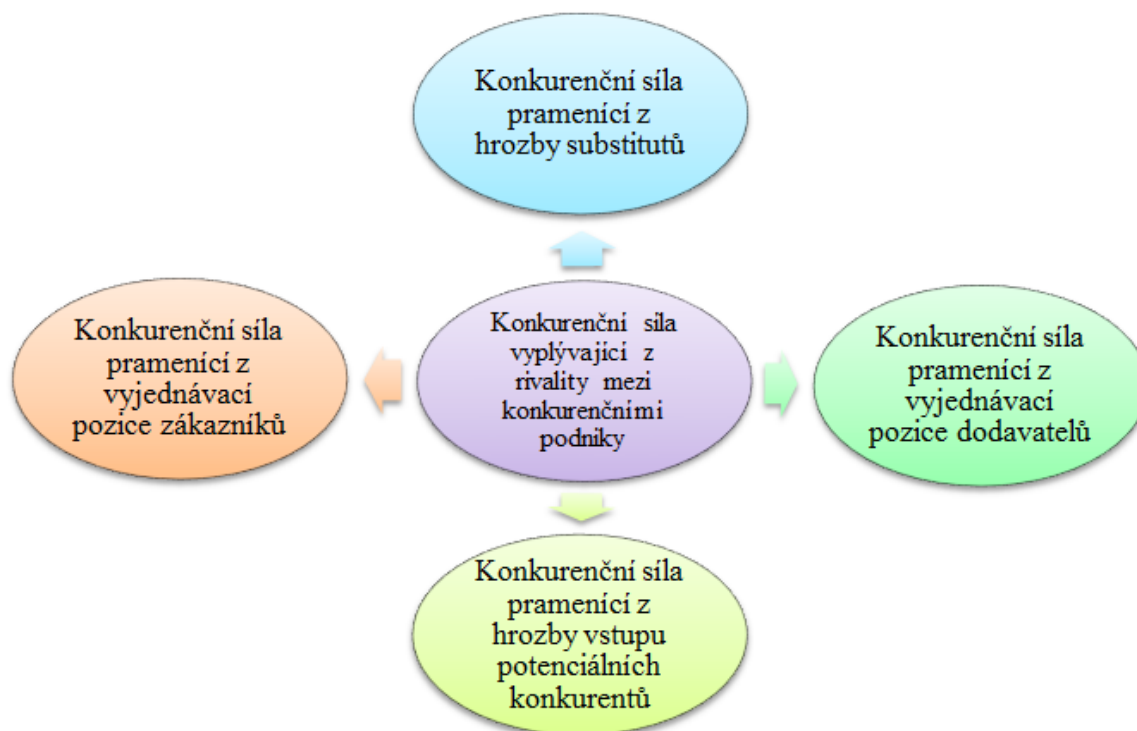 Konkurenční síla
pramenící z
hrozby substitutů
Konkurenční síla
pramenící z
vyjednávací
pozice zákazníků
Konkurenční síla
vyplývající z
rivality mezi
konkurenčními
podniky
Konkurenční síla
pramenící z
vyjednávací
pozice dodavatelů
Konkurenční síla
pramenící z
hrozby vstupu
potenciálních
konkurentů